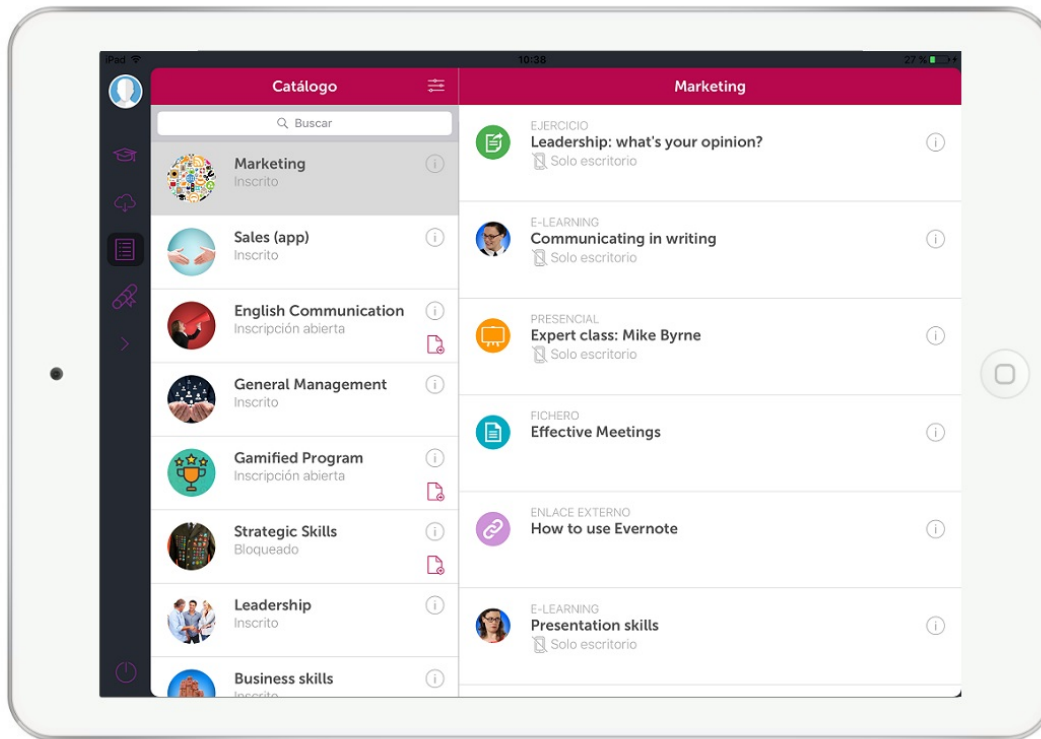 iPad 10:38 27 %
Catálogo
Buscar
Marketing
Inscrito
Sales (app)
Inscrito
English Communication
Inscripción abierta
General Management
Inscrito
Gamified Program
Inscripción abierta
Strategic Skills
Bloqueado
Leadership
Inscrito
Business skills
Inscrito
Marketing
EJERCICIO
Leadership: what's your opinion?
Solo escritorio
E-LEARNING
Communicating in writing
Solo escritorio
PRESENCIAL
Expert class: Mike Byrne
Solo escritorio
FICHERO
Effective Meetings
ENLACE EXTERNO
How to use Evernote
E-LEARNING
Presentation skills
Solo escritorio